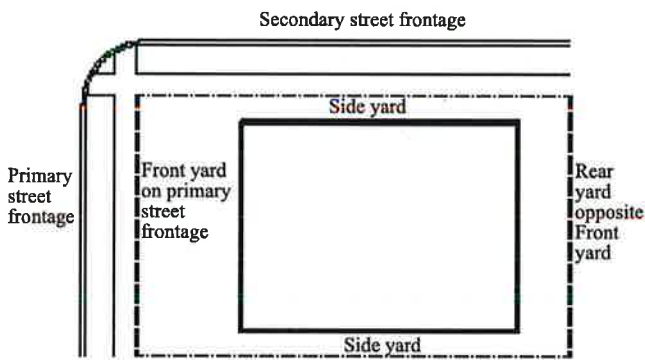 Secondary street frontage
Side yard
Primary
street
frontage
Front yard
on primary
street
frontage
Rear
yard
opposite
Front
yard
Side yard